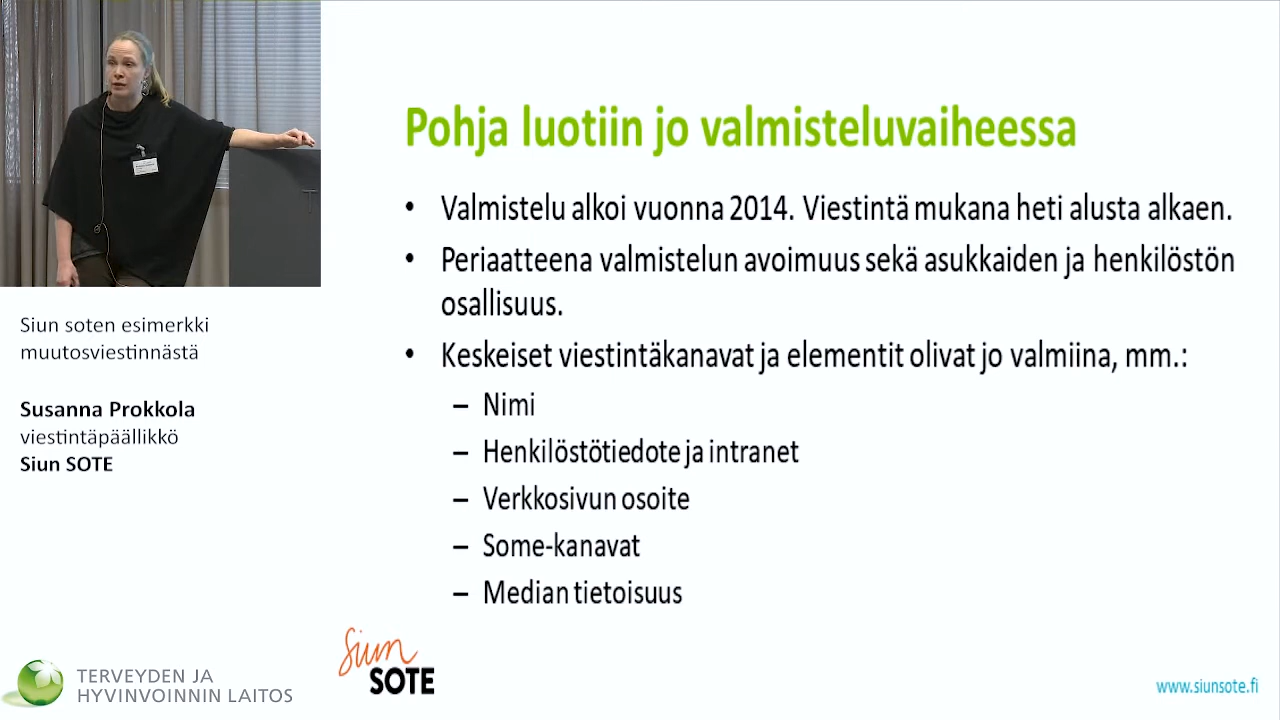 Pohja luotiin jo valmisteluvaiheessa
• Valmistelu alkoi vuonna 2014. Viestintä mukana heti alusta alkaen.
• Periaatteena valmistelun avoimuus sekä asukkaiden ja henkilöstön
osallisuus.
• Keskeiset viestintäkanavat ja elementit olivat jo valmiina, mm.:
– Nimi
– Henkilöstötiedote ja intranet
– Verkkosivun osoite
– Some-kanavat
– Median tietoisuus
Siun soten esimerkki
muutosviestinnästä
Susanna Prokkola
viestintäpäällikkö
Siun SOTE
TERVEYDEN JA
HYVINVOINNIN LAITOS
Siun
SOTE
www.siunsote.fi